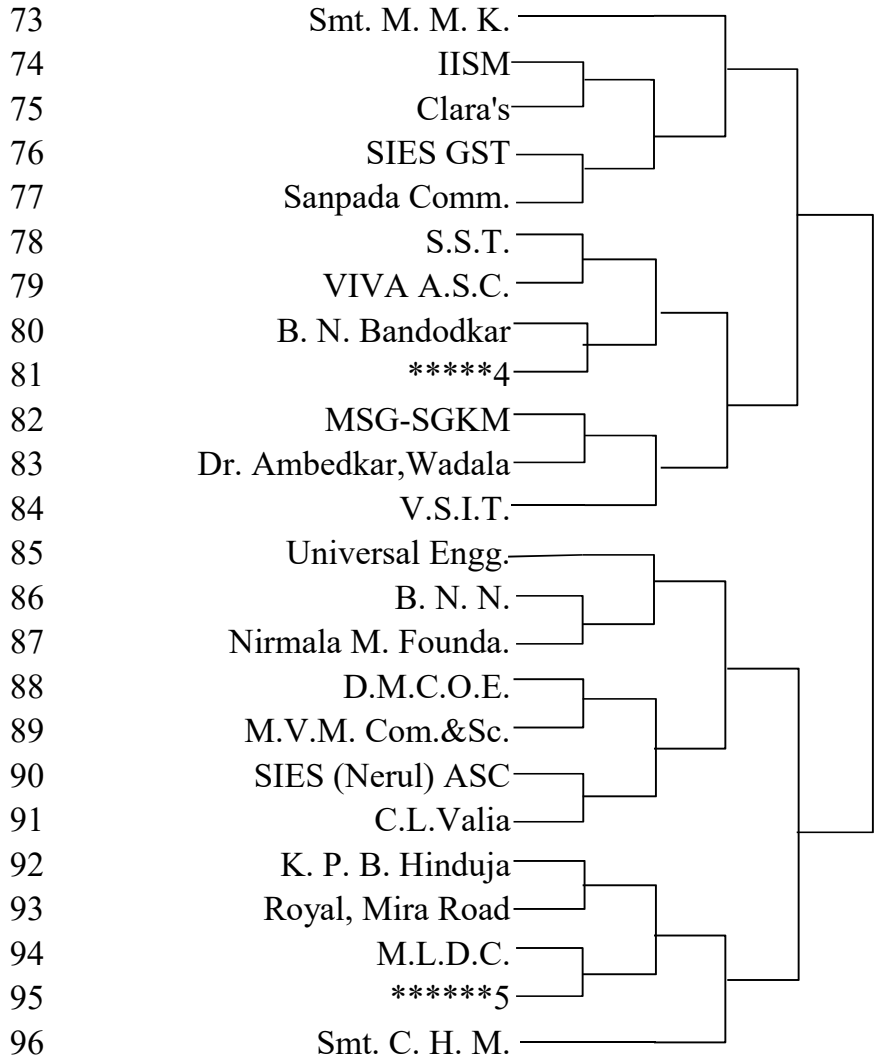 73 Smt. M. M. K.
74 IISM
75 Clara's
76 SIES GST
77 Sanpada Comm.
78 S.S.T.
79 VIVA A.S.C.
80 B. N. Bandodkar
81 *****4
82 MSG-SGKM
83 Dr. Ambedkar,Wadala
84 V.S.I.T.
85 Universal Engg.
86 B. N. N.
87 Nirmala M. Founda.
88 D.M.C.O.E.
89 M.V.M. Com.&Sc.
90 SIES (Nerul) ASC
91 C.L.Valia
92 K. P. B. Hinduja
93 Royal, Mira Road
94 M.L.D.C.
95 ******5
96 Smt. C. H. M.